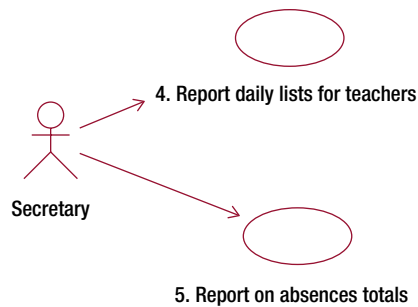 4. Report daily lists for teachers
Secretary
5. Report on absences totals